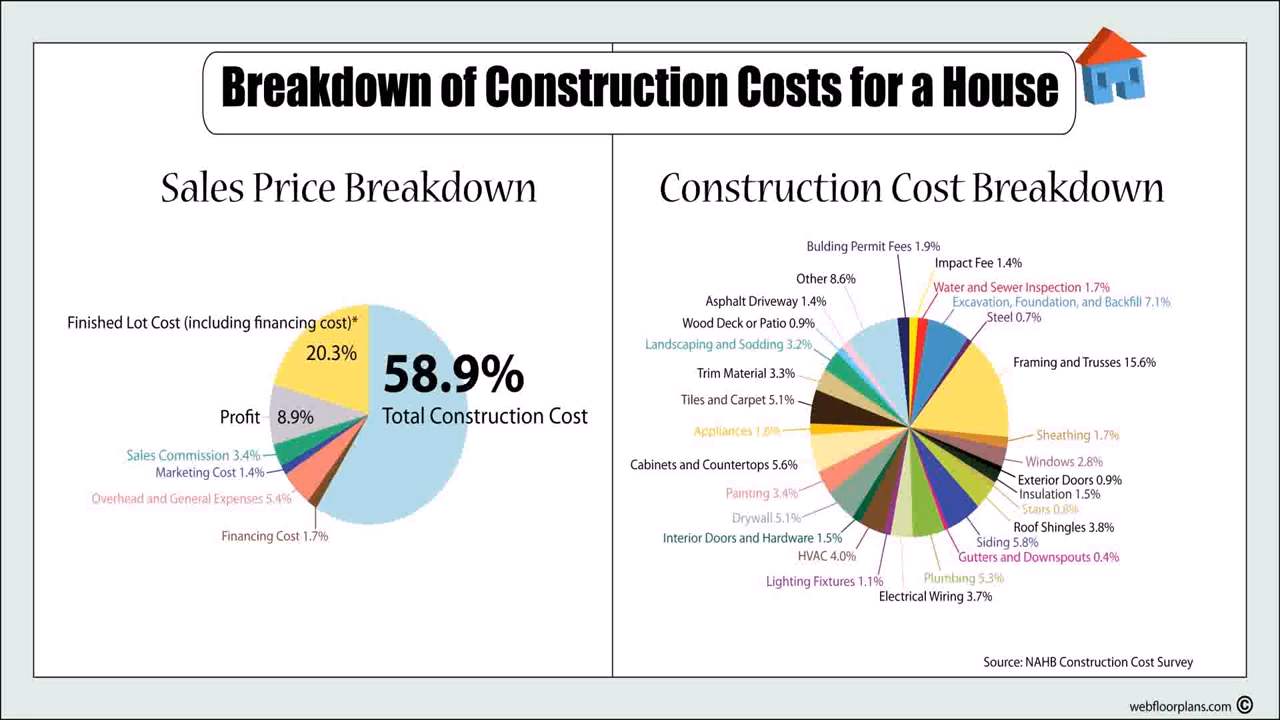 Breakdown of Construction Costs for a House
Sales Price Breakdown
Finished Lot Cost (including financing cost)*
20.3%
58.9%
Total Construction Cost
Profit 8.9%
Sales Commission 3.4%
Marketing Cost 1.4%
Overhead and General Expenses 5.4%
Financing Cost 1.7%
Construction Cost Breakdown
Bulding Permit Fees 1.9%
Impact Fee 1.4%
Water and Sewer Inspection 1.7%
Excavation, Foundation, and Backfill 7.1%
Steel 0.7%
Framing and Trusses 15.6%
Sheathing 1.7%
Windows 2.8%
Exterior Doors 0.9%
Insulation 1.5%
Stairs 0.8%
Roof Shingles 3.8%
Siding 5.8%
Gutters and Downspouts 0.4%
Plumbing 5.3%
Electrical Wiring 3.7%
Lighting Fixtures 1.1%
HVAC 4.0%
Interior Doors and Hardware 1.5%
Drywall 5.1%
Painting 3.4%
Cabinets and Countertops 5.6%
Appliances 1.6%
Tiles and Carpet 5.1%
Trim Material 3.3%
Landscaping and Sodding 3.2%
Wood Deck or Patio 0.9%
Asphalt Driveway 1.4%
Other 8.6%
Source: NAHB Construction Cost Survey
webfloorplans.com ©